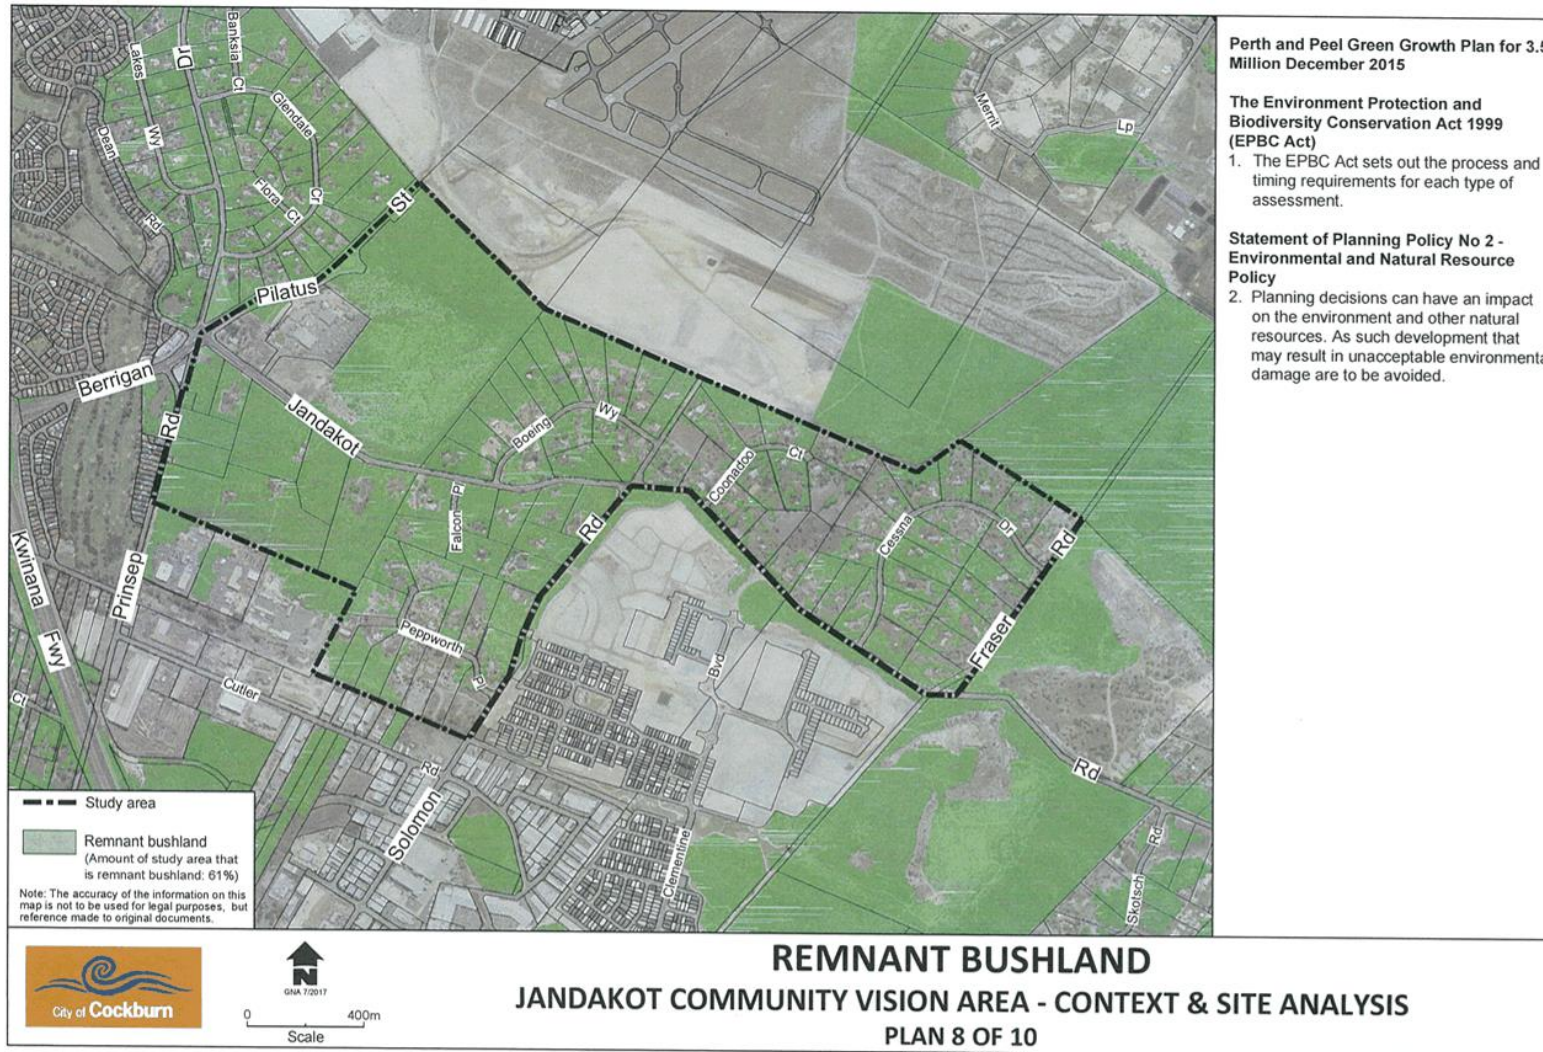 Perth and Peel Green Growth Plan for 3.5
Million December 2015
The Environment Protection and
Biodiversity Conservation Act 1999
(EPBC Act)
1. The EPBC Act sets out the process and
timing requirements for each type of
assessment.
Statement of Planning Policy No 2 -
Environmental and Natural Resource
Policy
2. Planning decisions can have an impact
on the environment and other natural
resources. As such development that
may result in unacceptable environmenta
damage are to be avoided.
Lakes
Wy
Dr
Banksia
Ct
Glendale
Cr
Flora
Ct
Dean
Rd
Merrit
Lp
Pilatus
St
Berrigan
Rd
Jandakot
Boeing
Wy
Coonadoo
Ct
Falcon
Pl
Rd
Cessna
Dr
Rd
Kwinana
Fwy
Prinsep
Peppworth
Pl
Fraser
Bvd
Cutler
Ct
Rd
Rd
Solomon
Clementine
Rd
Skotsch
Study area
Remnant bushland
(Amount of study area that
is remnant bushland: 61%)
Note: The accuracy of the information on this
map is not to be used for legal purposes, but
reference made to original documents.
City of Cockburn
N
GNA 7/2017
0 400m
Scale
REMNANT BUSHLAND
JANDAKOT COMMUNITY VISION AREA - CONTEXT & SITE ANALYSIS
PLAN 8 OF 10